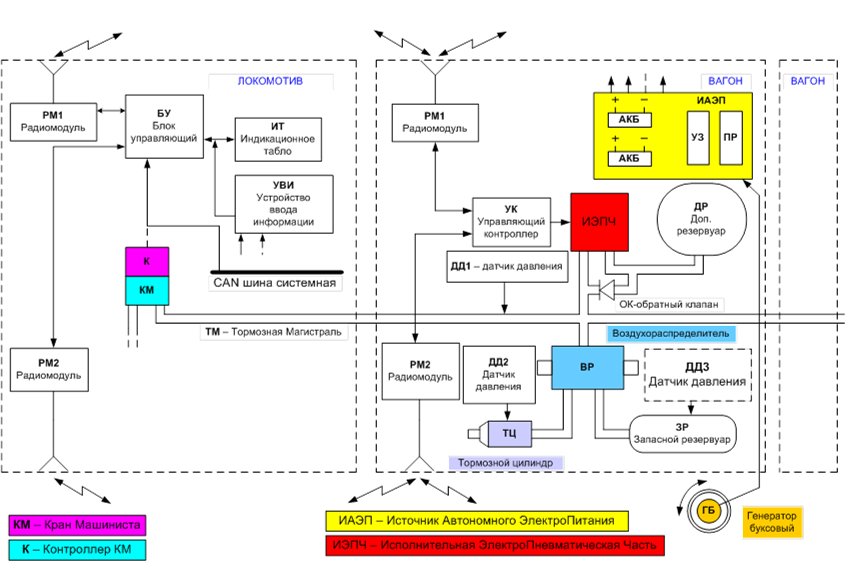 ЛОКОМОТИВ
РМ1
Радиомодуль
БУ
Блок
управляющий
ИТ
Индикационное
табло
УВИ
Устройство
ввода
информации
К
КМ
CAN шина системная
ТМ – Тормозная Магистраль
РМ2
Радиомодуль
ВАГОН
РМ1
Радиомодуль
ИАЭП
+ –
АКБ
+ –
АКБ
УЗ
ПР
УК
Управляющий
контроллер
ИЭПЧ
ДР
Доп.
резервуар
ДД1 – датчик давления
ОК-обратный клапан
Воздухораспределитель
РМ2
Радиомодуль
ДД2
Датчик
давления
ВР
ДД3
Датчик давления
ТЦ
Тормозной цилиндр
ЗР
Запасной резервуар
ВАГОН
КМ – Кран Машиниста
К – Контроллер КМ
ИАЭП – Источник Автономного ЭлектроПитания
ИЭПЧ – Исполнительная ЭлектроПневматическая Часть
ГБ
Генератор
буксовый